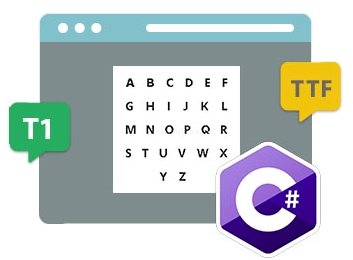 A B C D E F
G H I J K L
M N O P Q R
S T U V W X
Y Z
TTF
T1
C#